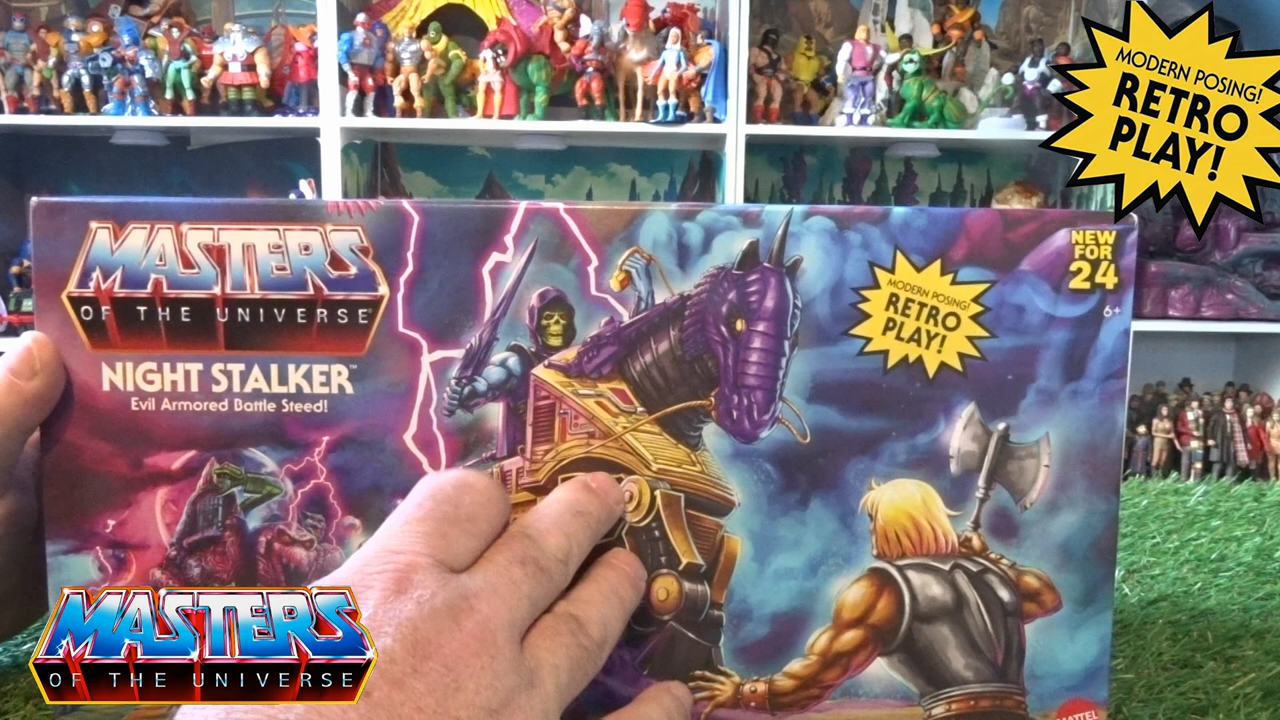 MODERN POSING!
RETRO
PLAY!
MASTERS
OF THE UNIVERSE®
NIGHT STALKER™
Evil Armored Battle Steed!
MODERN POSING!
RETRO
PLAY!
NEW
FOR
24
6+
MASTERS
OF THE UNIVERSE
MATTEL